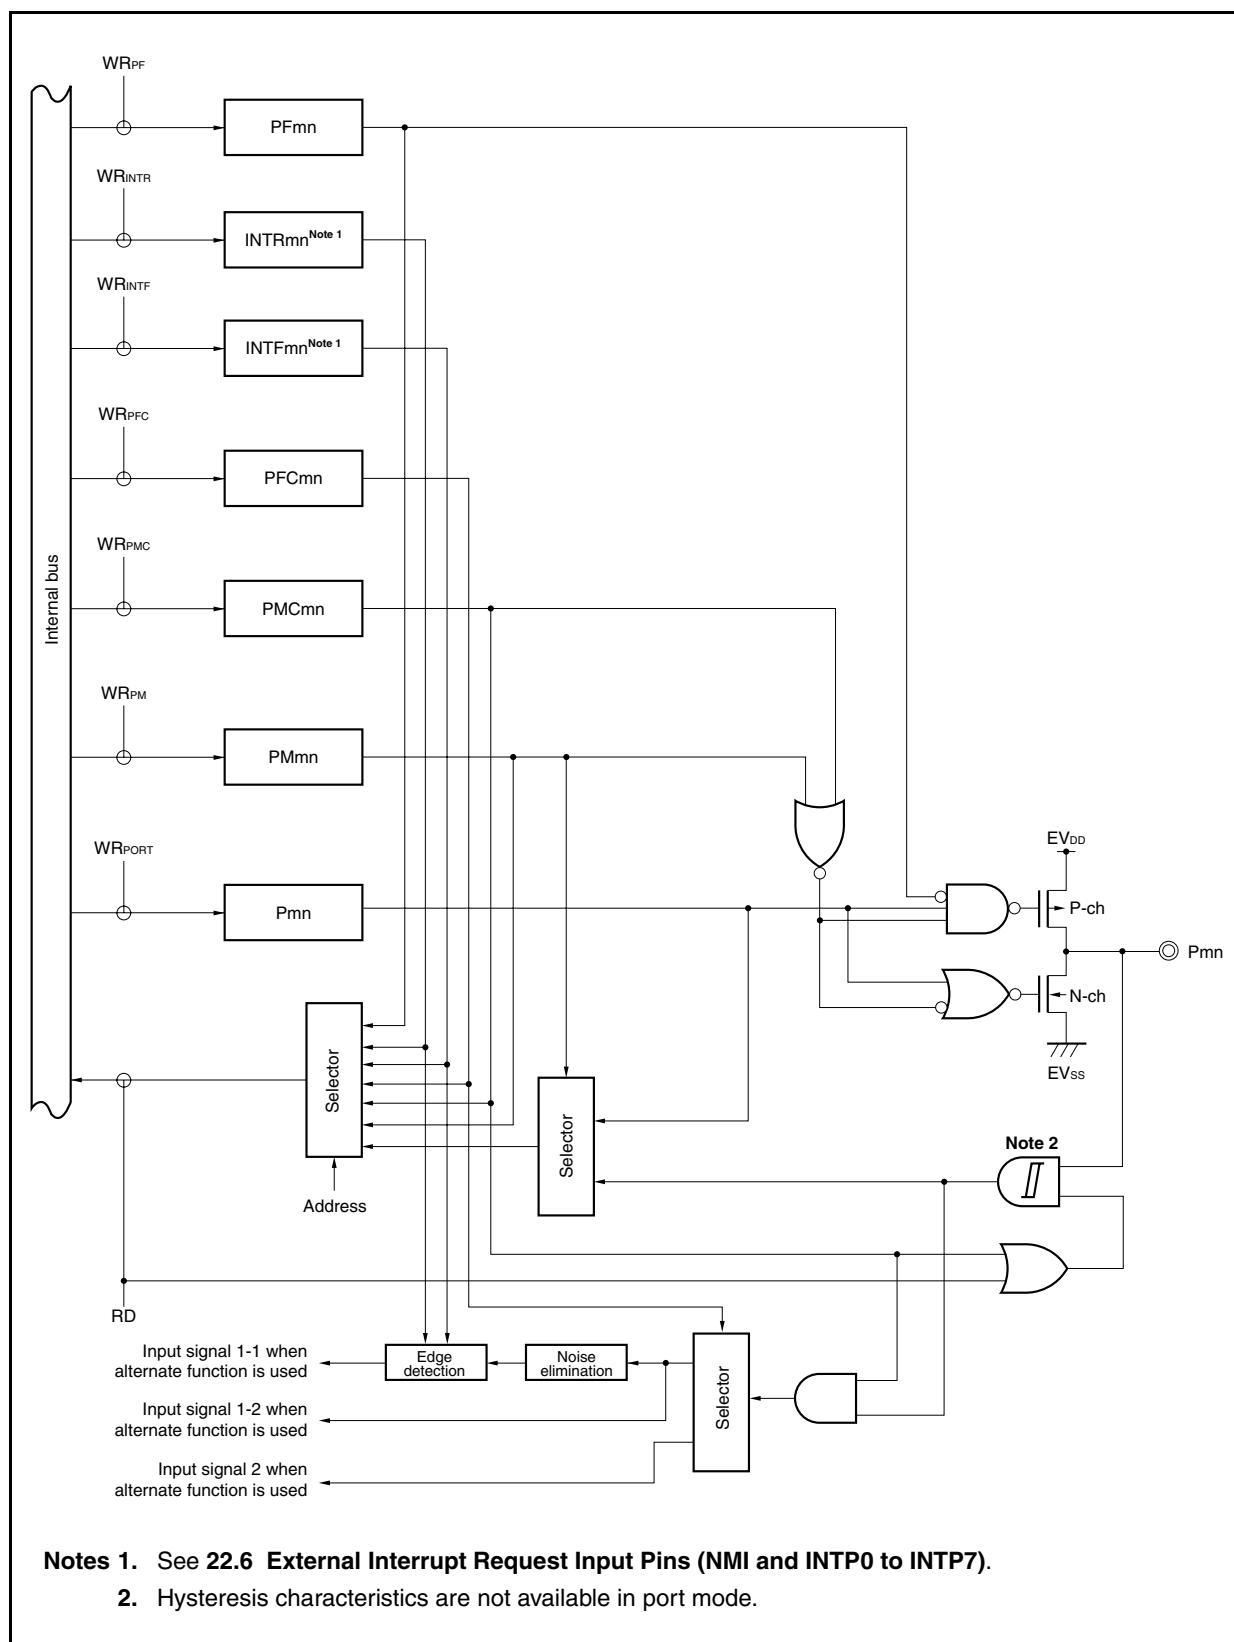 WRPF
PFmn
WRINTR
INTRmnNote 1
WRINTF
INTFmnNote 1
WRPFC
PFCmn
WRPMC
Internal bus
PMCmn
WRPM
PMmn
WRPORT
Pmn
EVDD
P-ch
Pmn
N-ch
EVSS
Selector
Address
Selector
Note 2
RD
Input signal 1-1 when
alternate function is used
Edge
detection
Noise
elimination
Selector
Input signal 1-2 when
alternate function is used
Input signal 2 when
alternate function is used
Notes 1. See 22.6 External Interrupt Request Input Pins (NMI and INTP0 to INTP7).
2. Hysteresis characteristics are not available in port mode.